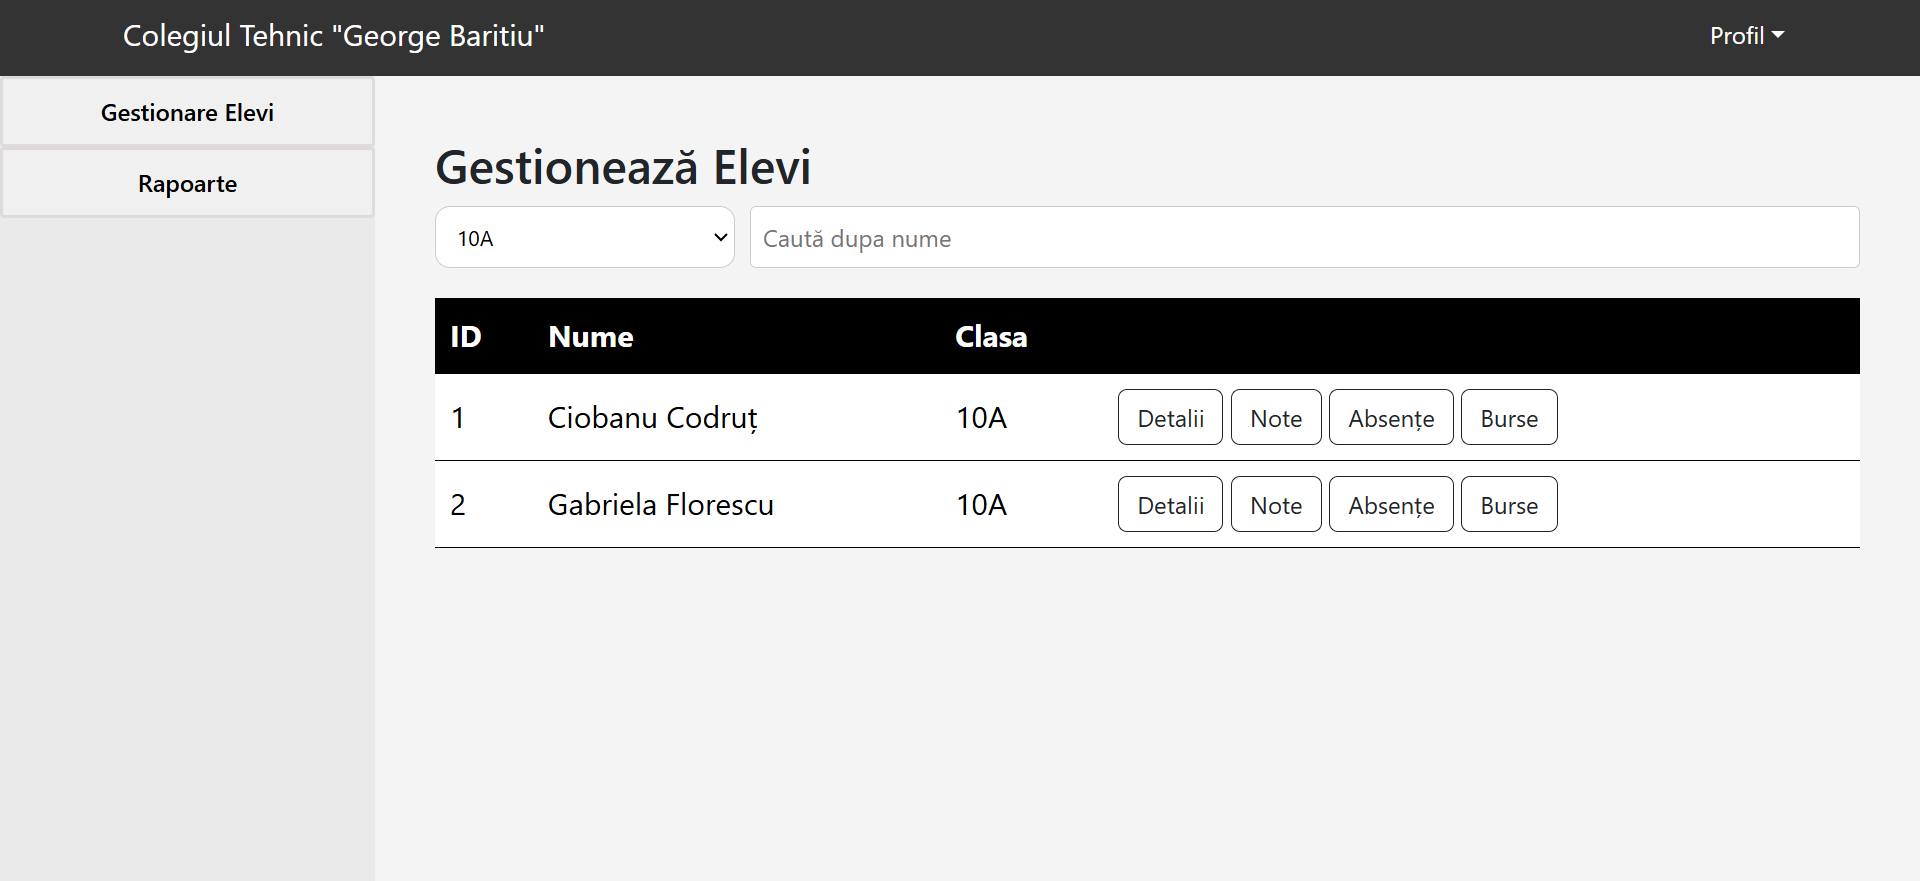 Colegiul Tehnic "George Baritiu"
Profil
Gestionare Elevi
Rapoarte
Gestionează Elevi
10A
Caută dupa nume
ID Nume Clasa
1 Ciobanu Codruț 10A Detalii Note Absențe Burse
2 Gabriela Florescu 10A Detalii Note Absențe Burse